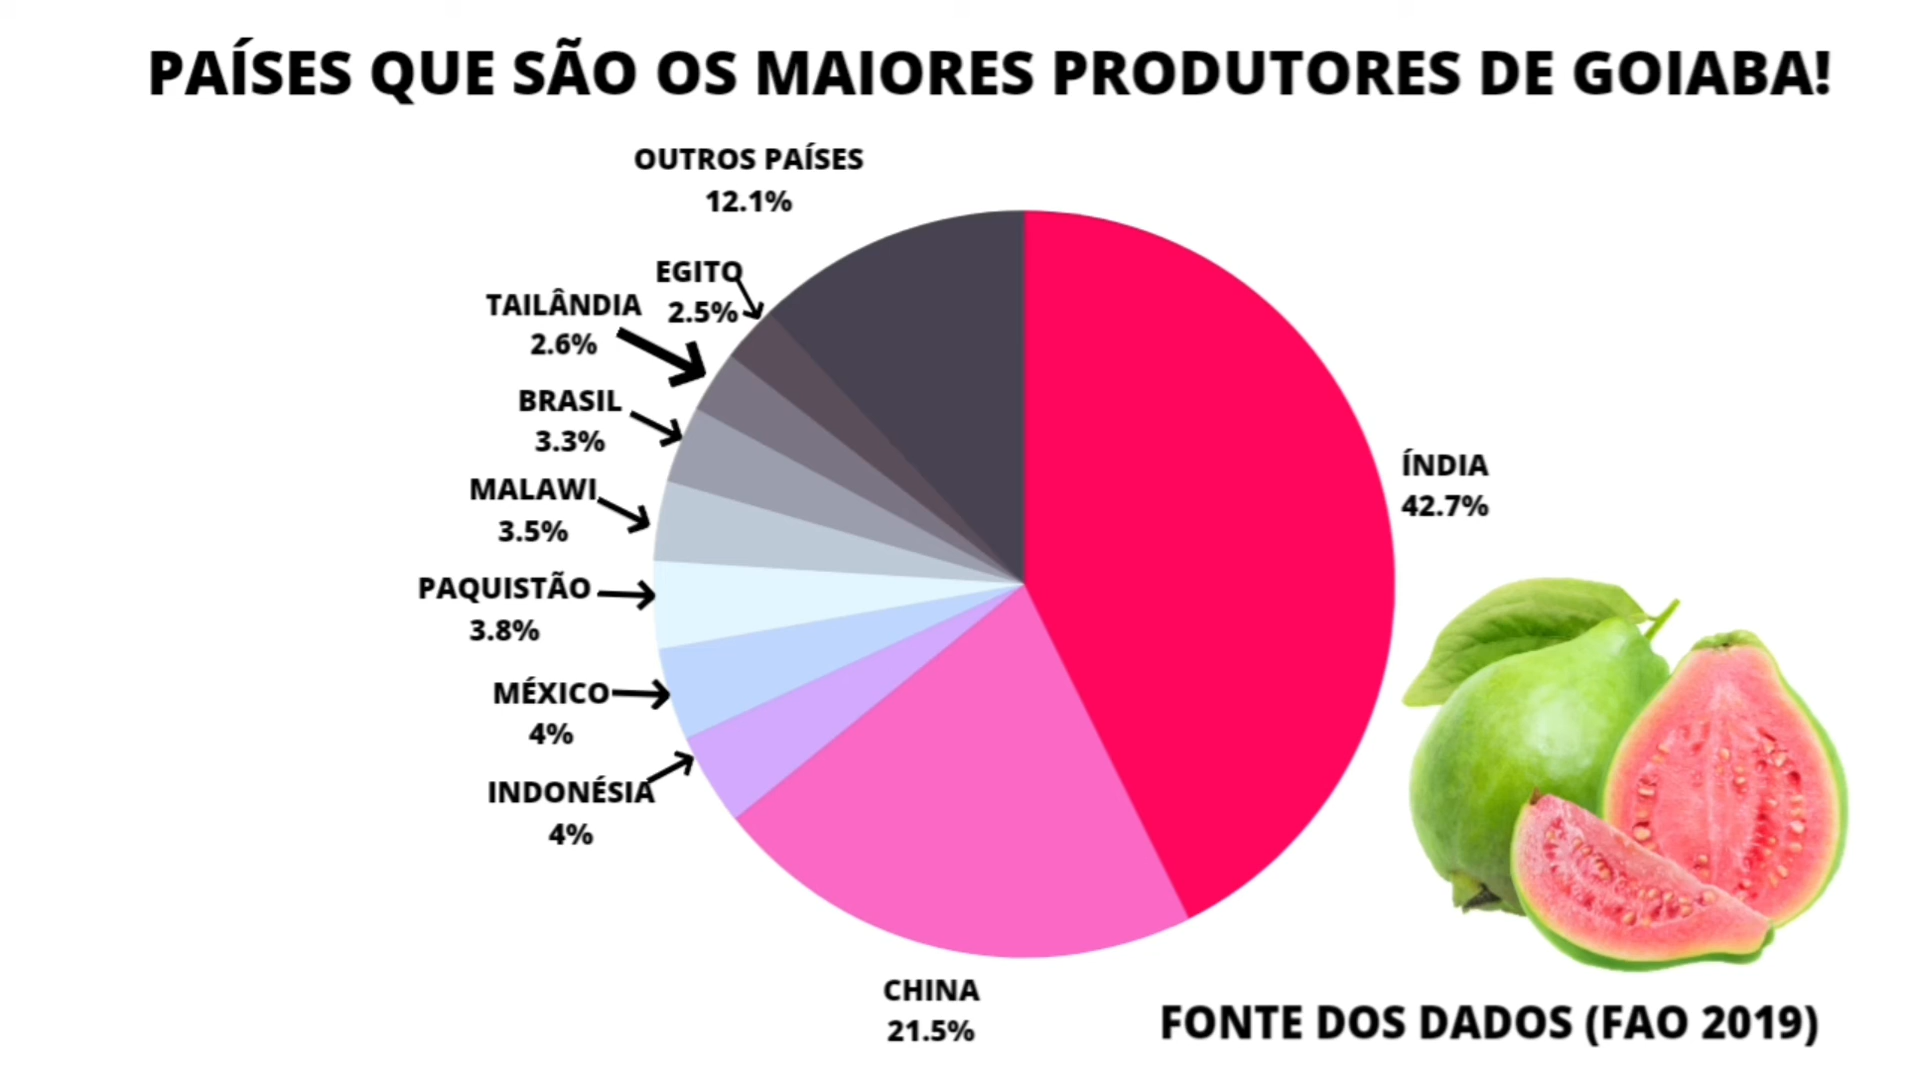 PAÍSES QUE SÃO OS MAIORES PRODUTORES DE GOIABA!
OUTROS PAÍSES
12.1%
EGITO
2.5%
TAILÂNDIA
2.6%
BRASIL
3.3%
MALAWI
3.5%
PAQUISTÃO
3.8%
MÉXICO
4%
INDONÉSIA
4%
ÍNDIA
42.7%
CHINA
21.5%
FONTE DOS DADOS (FAO 2019)